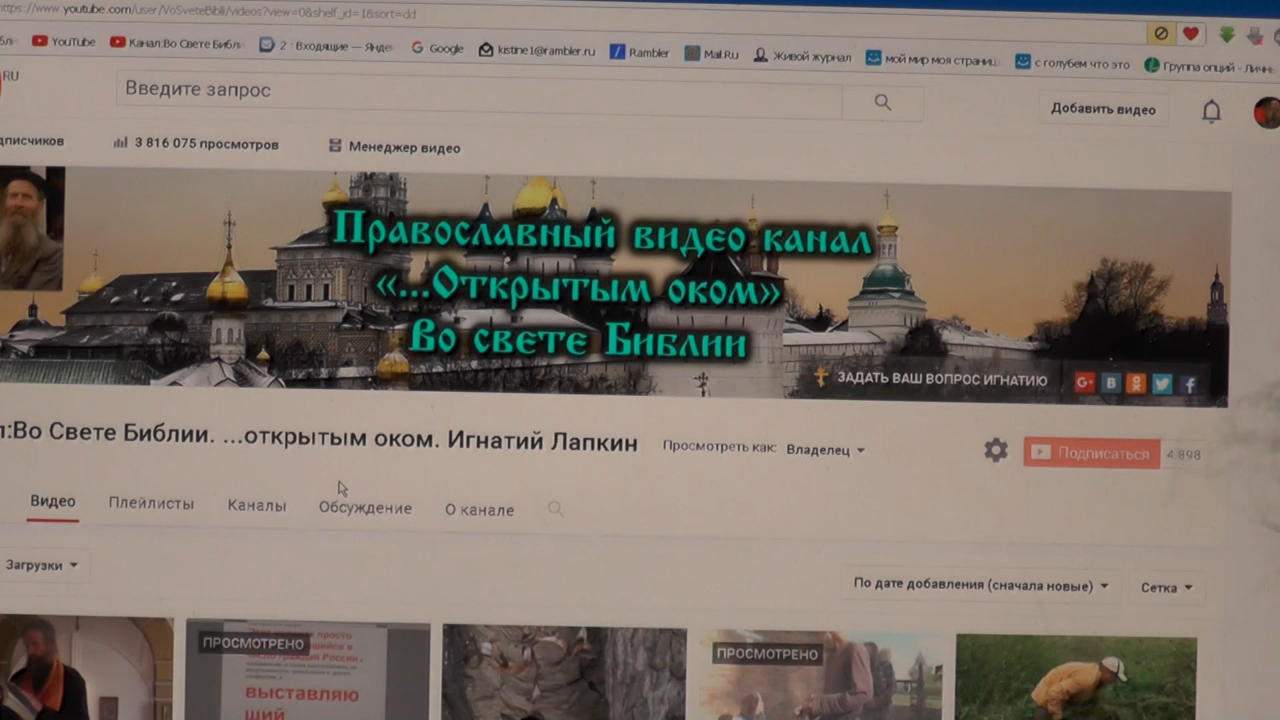 https://www.youtube.com/user/VoSveteBibli/videos?view=0&shelf_id=1&sort=dd
YouTube Канал:Во Свете Библ 2 Входящие — Янде Google kistine1@rambler.ru Rambler Mail.Ru Живой журнал мой мир моя страниц с голубем что это Группа опций - Личн
RU
Введите запрос
Добавить видео
дписчиков 3 816 075 просмотров Менеджер видео
Православный видео канал
«...Открытым оком»
Во свете Библии
ЗАДАТЬ ВАШ ВОПРОС ИГНАТИЮ
л:Во Свете Библии. ...открытым оком. Игнатий Лапкин
Просмотреть как: Владелец
Подписаться 4 898
Видео Плейлисты Каналы Обсуждение О канале
Загрузки
По дате добавления (сначала новые) Сетка
ПРОСМОТРЕНО
просто
России
выставляю
щий
ПРОСМОТРЕНО